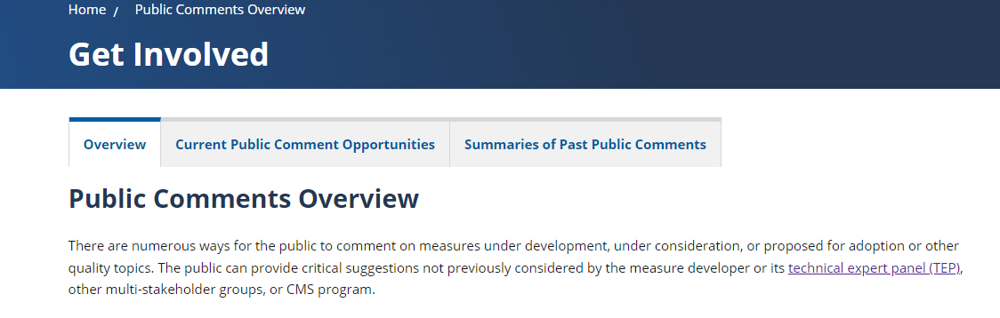 Home / Public Comments Overview
Get Involved
Overview Current Public Comment Opportunities Summaries of Past Public Comments
Public Comments Overview
There are numerous ways for the public to comment on measures under development, under consideration, or proposed for adoption or other
quality topics. The public can provide critical suggestions not previously considered by the measure developer or its technical expert panel (TEP),
other multi-stakeholder groups, or CMS program.